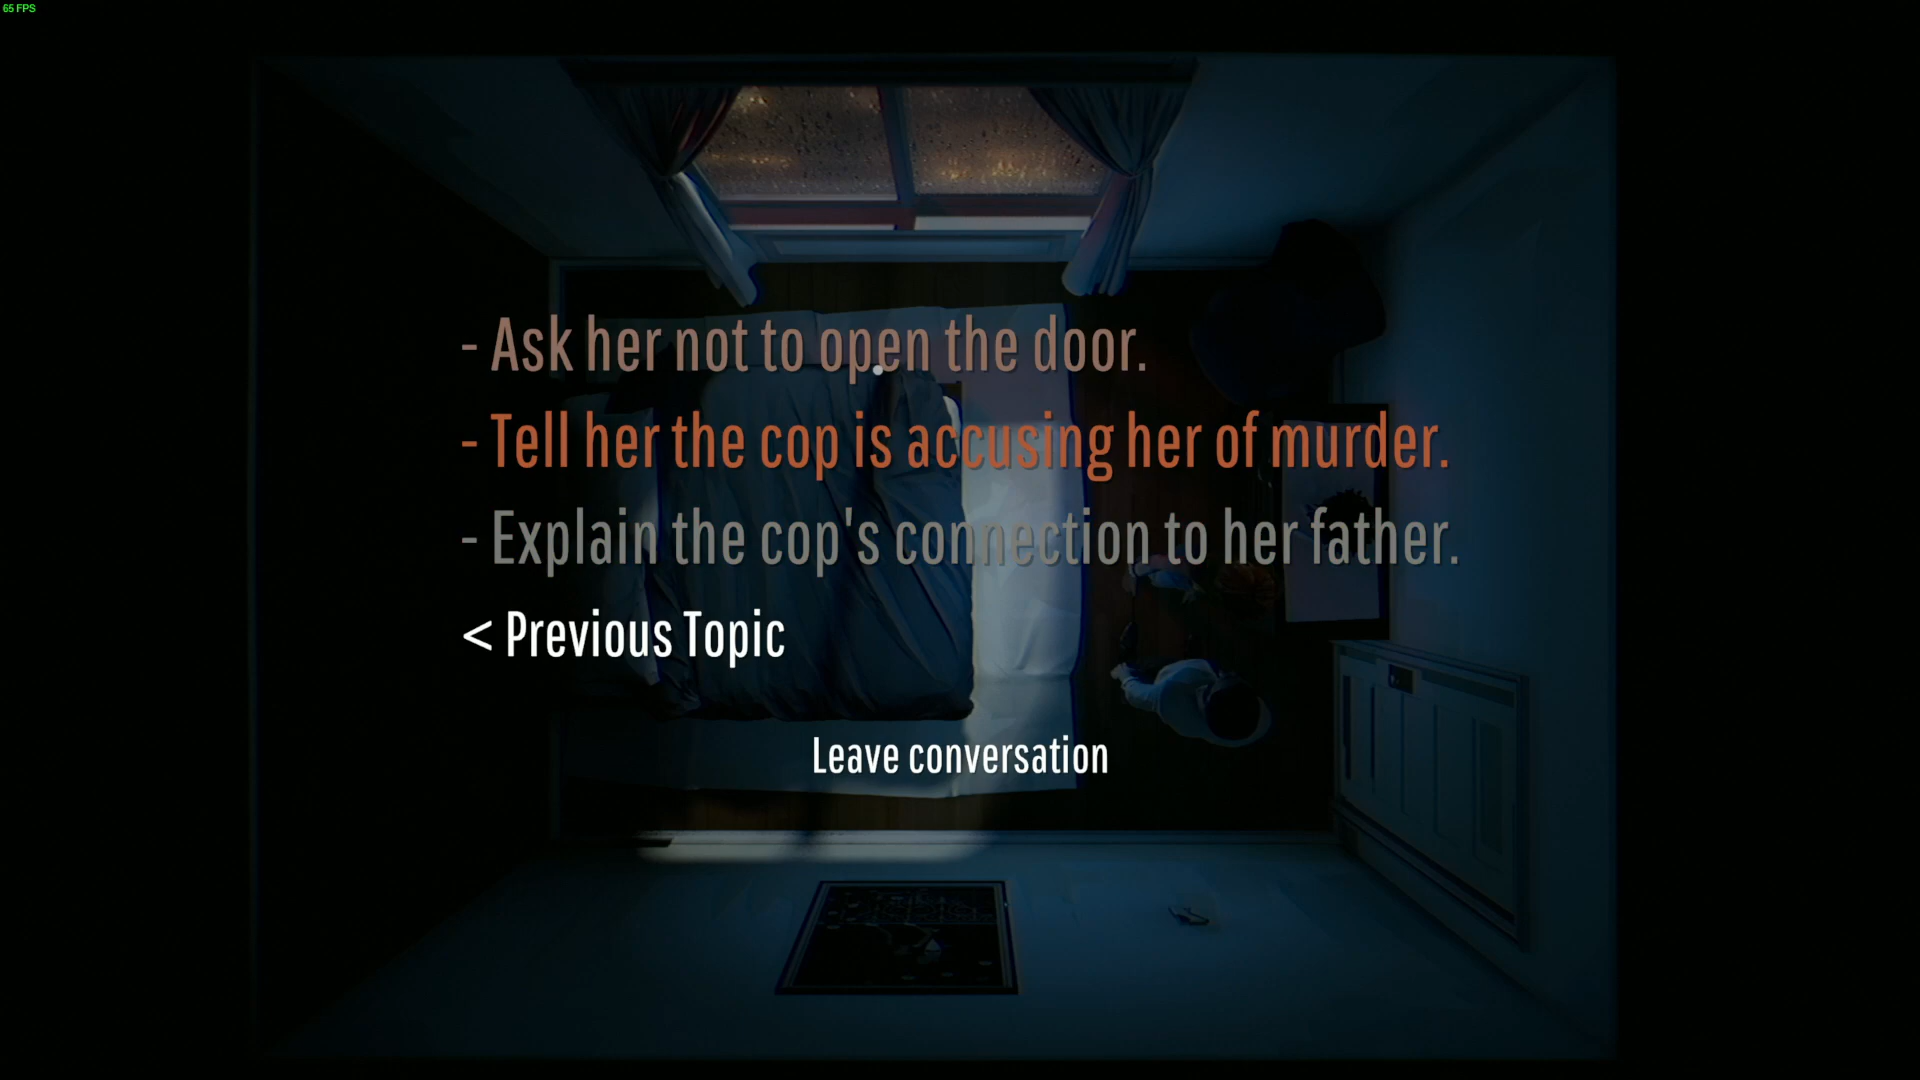 65 FPS
- Ask her not to open the door.
- Tell her the cop is accusing her of murder.
- Explain the cop's connection to her father.
< Previous Topic
Leave conversation